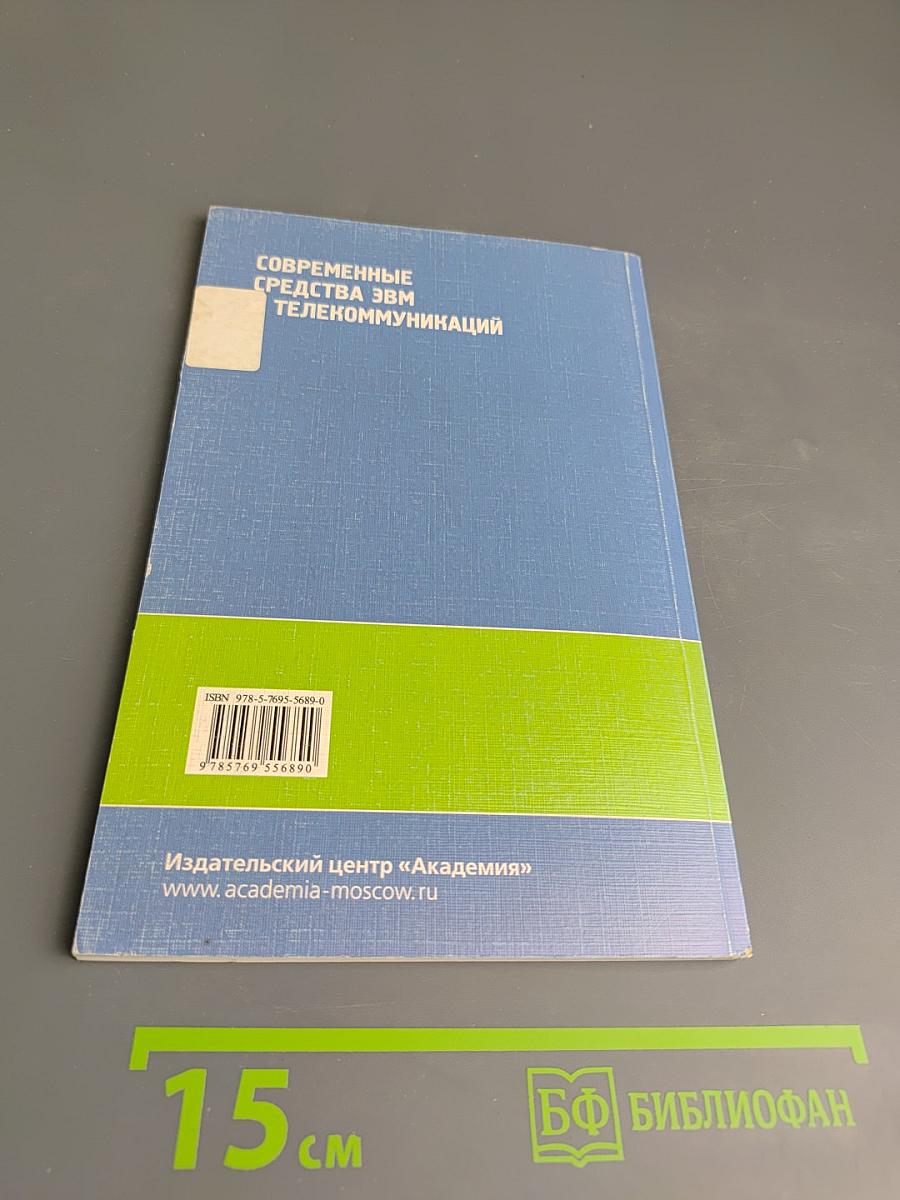 СОВРЕМЕННЫЕ
СРЕДСТВА ЭВМ
ТЕЛЕКОММУНИКАЦИЙ
ISBN 978-5-7695-5689-0
9 785769 556890
Издательский центр «Академия»
www.academia-moscow.ru
15 см
БФ БИБЛИОФАН